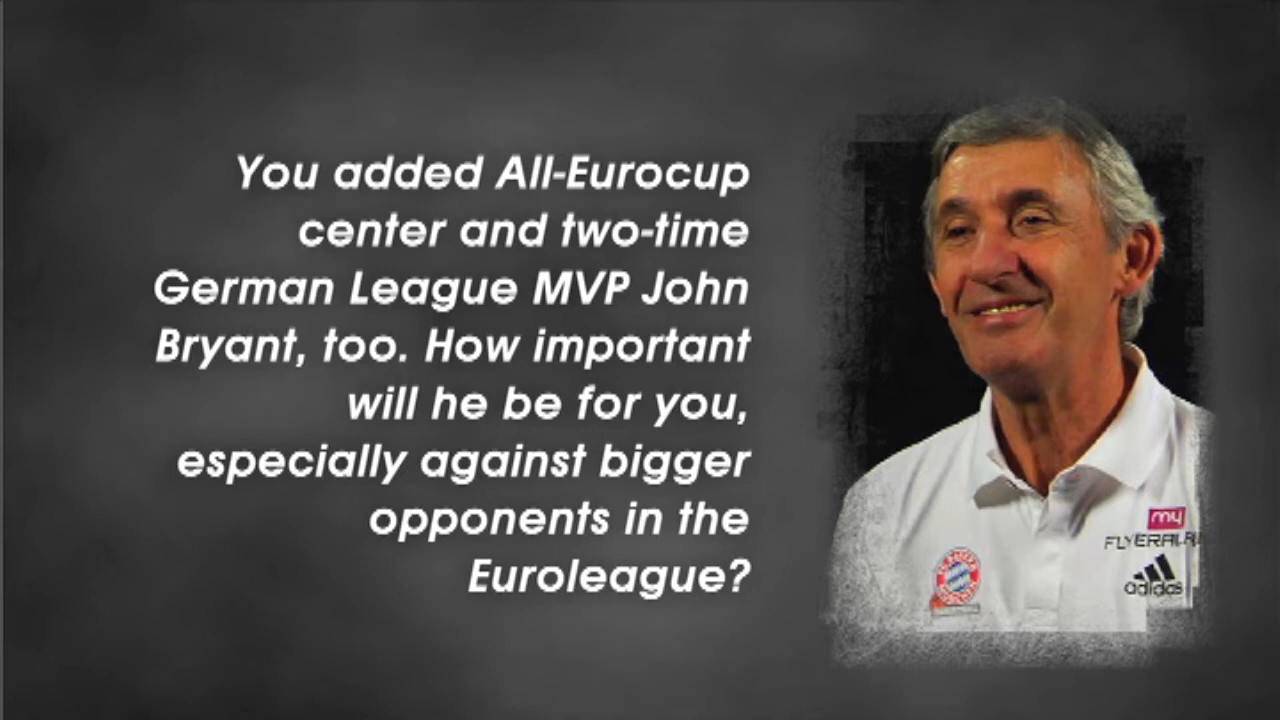 You added All-Eurocup
center and two-time
German League MVP John
Bryant, too. How important
will he be for you,
especially against bigger
opponents in the
Euroleague?
my
adidas